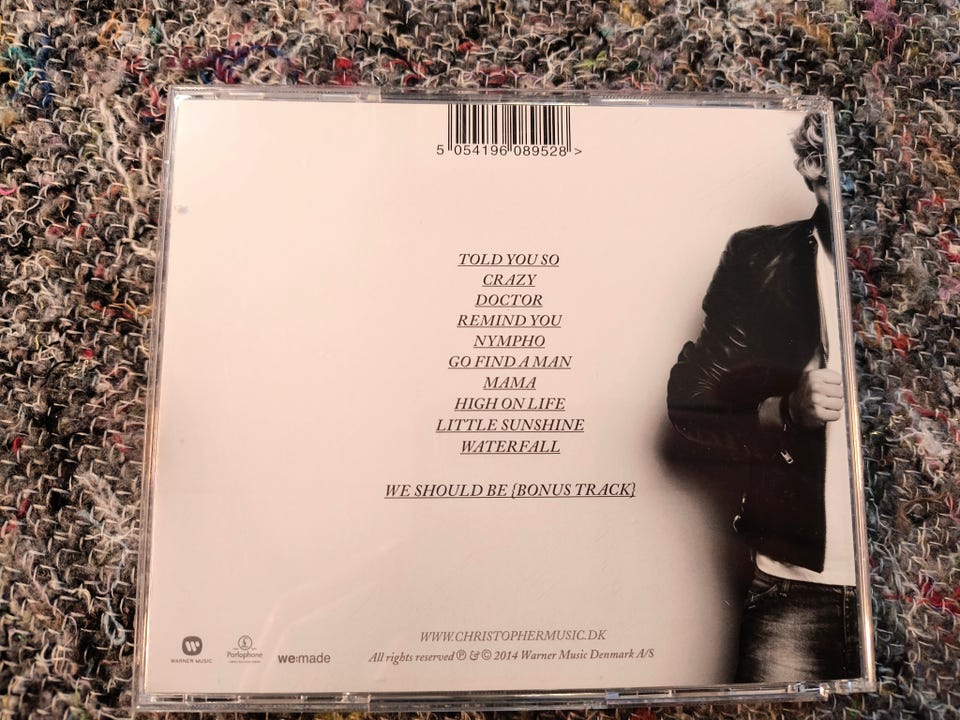 5 054196 089528 >
TOLD YOU SO
CRAZY
DOCTOR
REMIND YOU
NYMPHO
GO FIND A MAN
MAMA
HIGH ON LIFE
LITTLE SUNSHINE
WATERFALL
WE SHOULD BE {BONUS TRACK}
WWW.CHRISTOPHERMUSIC.DK
WARNER MUSIC
Parlophone
we:made
All rights reserved ℗ & © 2014 Warner Music Denmark A/S